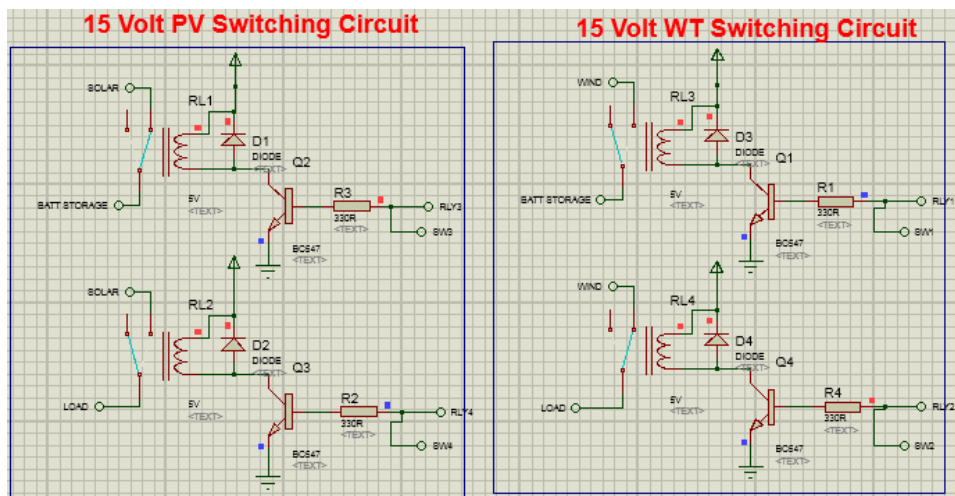 15 Volt PV Switching Circuit
SOLAR
RL1
D1
DIODE
<TEXT>
Q2
BATT STORAGE
5V
<TEXT>
R3
330R
<TEXT>
RLY3
SW3
BC547
<TEXT>
SOLAR
RL2
D2
DIODE
<TEXT>
Q3
LOAD
5V
<TEXT>
R2
330R
<TEXT>
RLY4
SW4
BC547
<TEXT>
15 Volt WT Switching Circuit
WIND
RL3
D3
DIODE
<TEXT>
Q1
BATT STORAGE
5V
<TEXT>
R1
330R
<TEXT>
RLY1
SW1
BC547
<TEXT>
WIND
RL4
D4
DIODE
<TEXT>
Q4
LOAD
5V
<TEXT>
R4
330R
<TEXT>
RLY2
SW2
BC547
<TEXT>